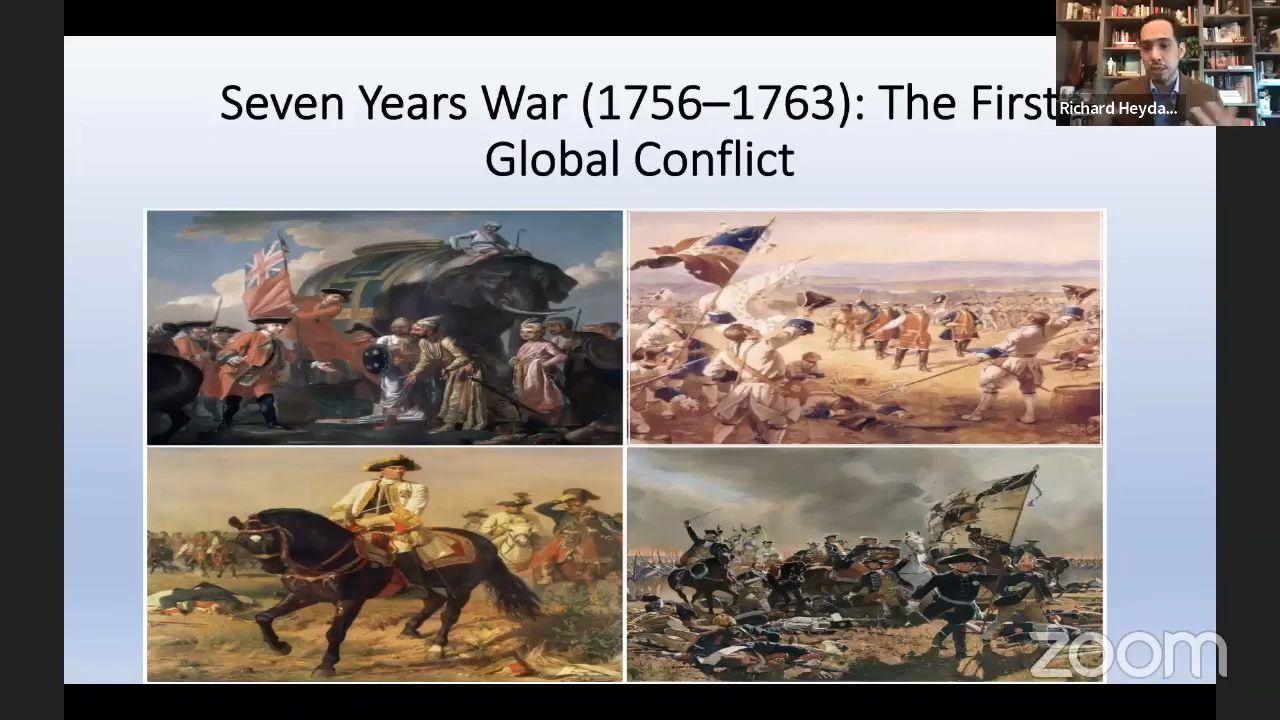 Seven Years War (1756–1763): The First
Global Conflict
Richard Heyda...
zoom